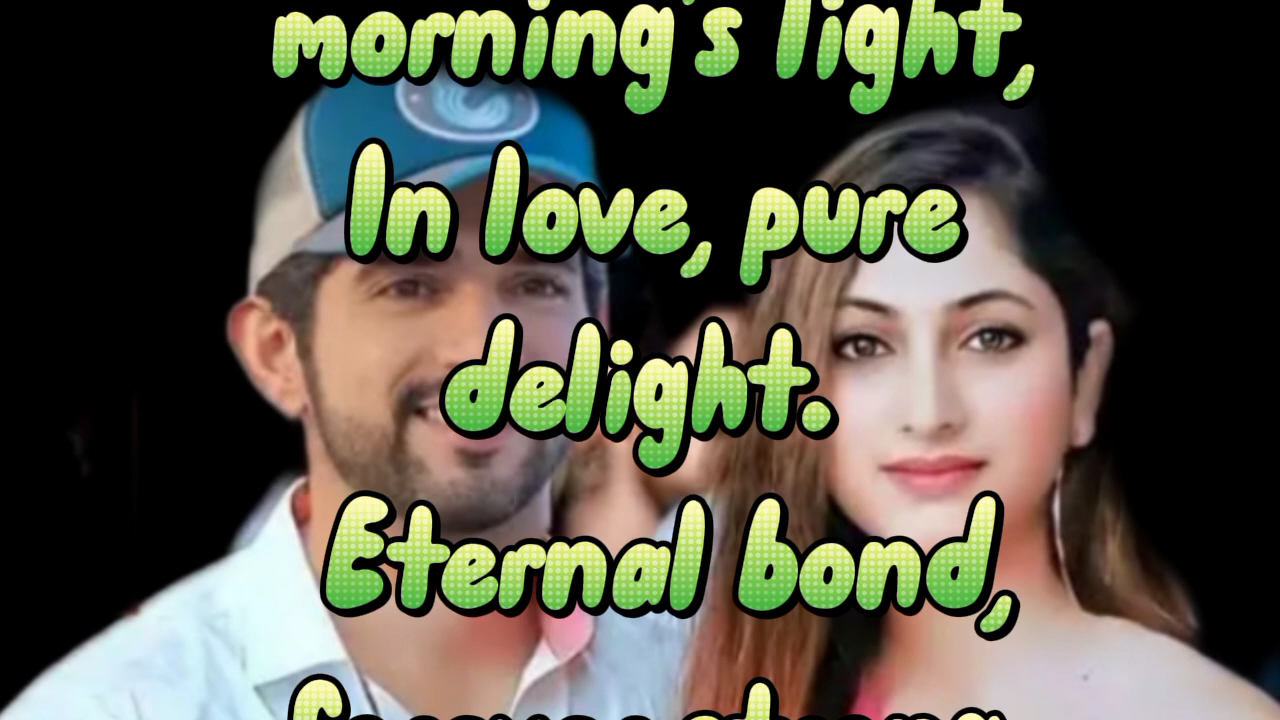 morning's light,
In love, pure
delight.
Eternal bond,